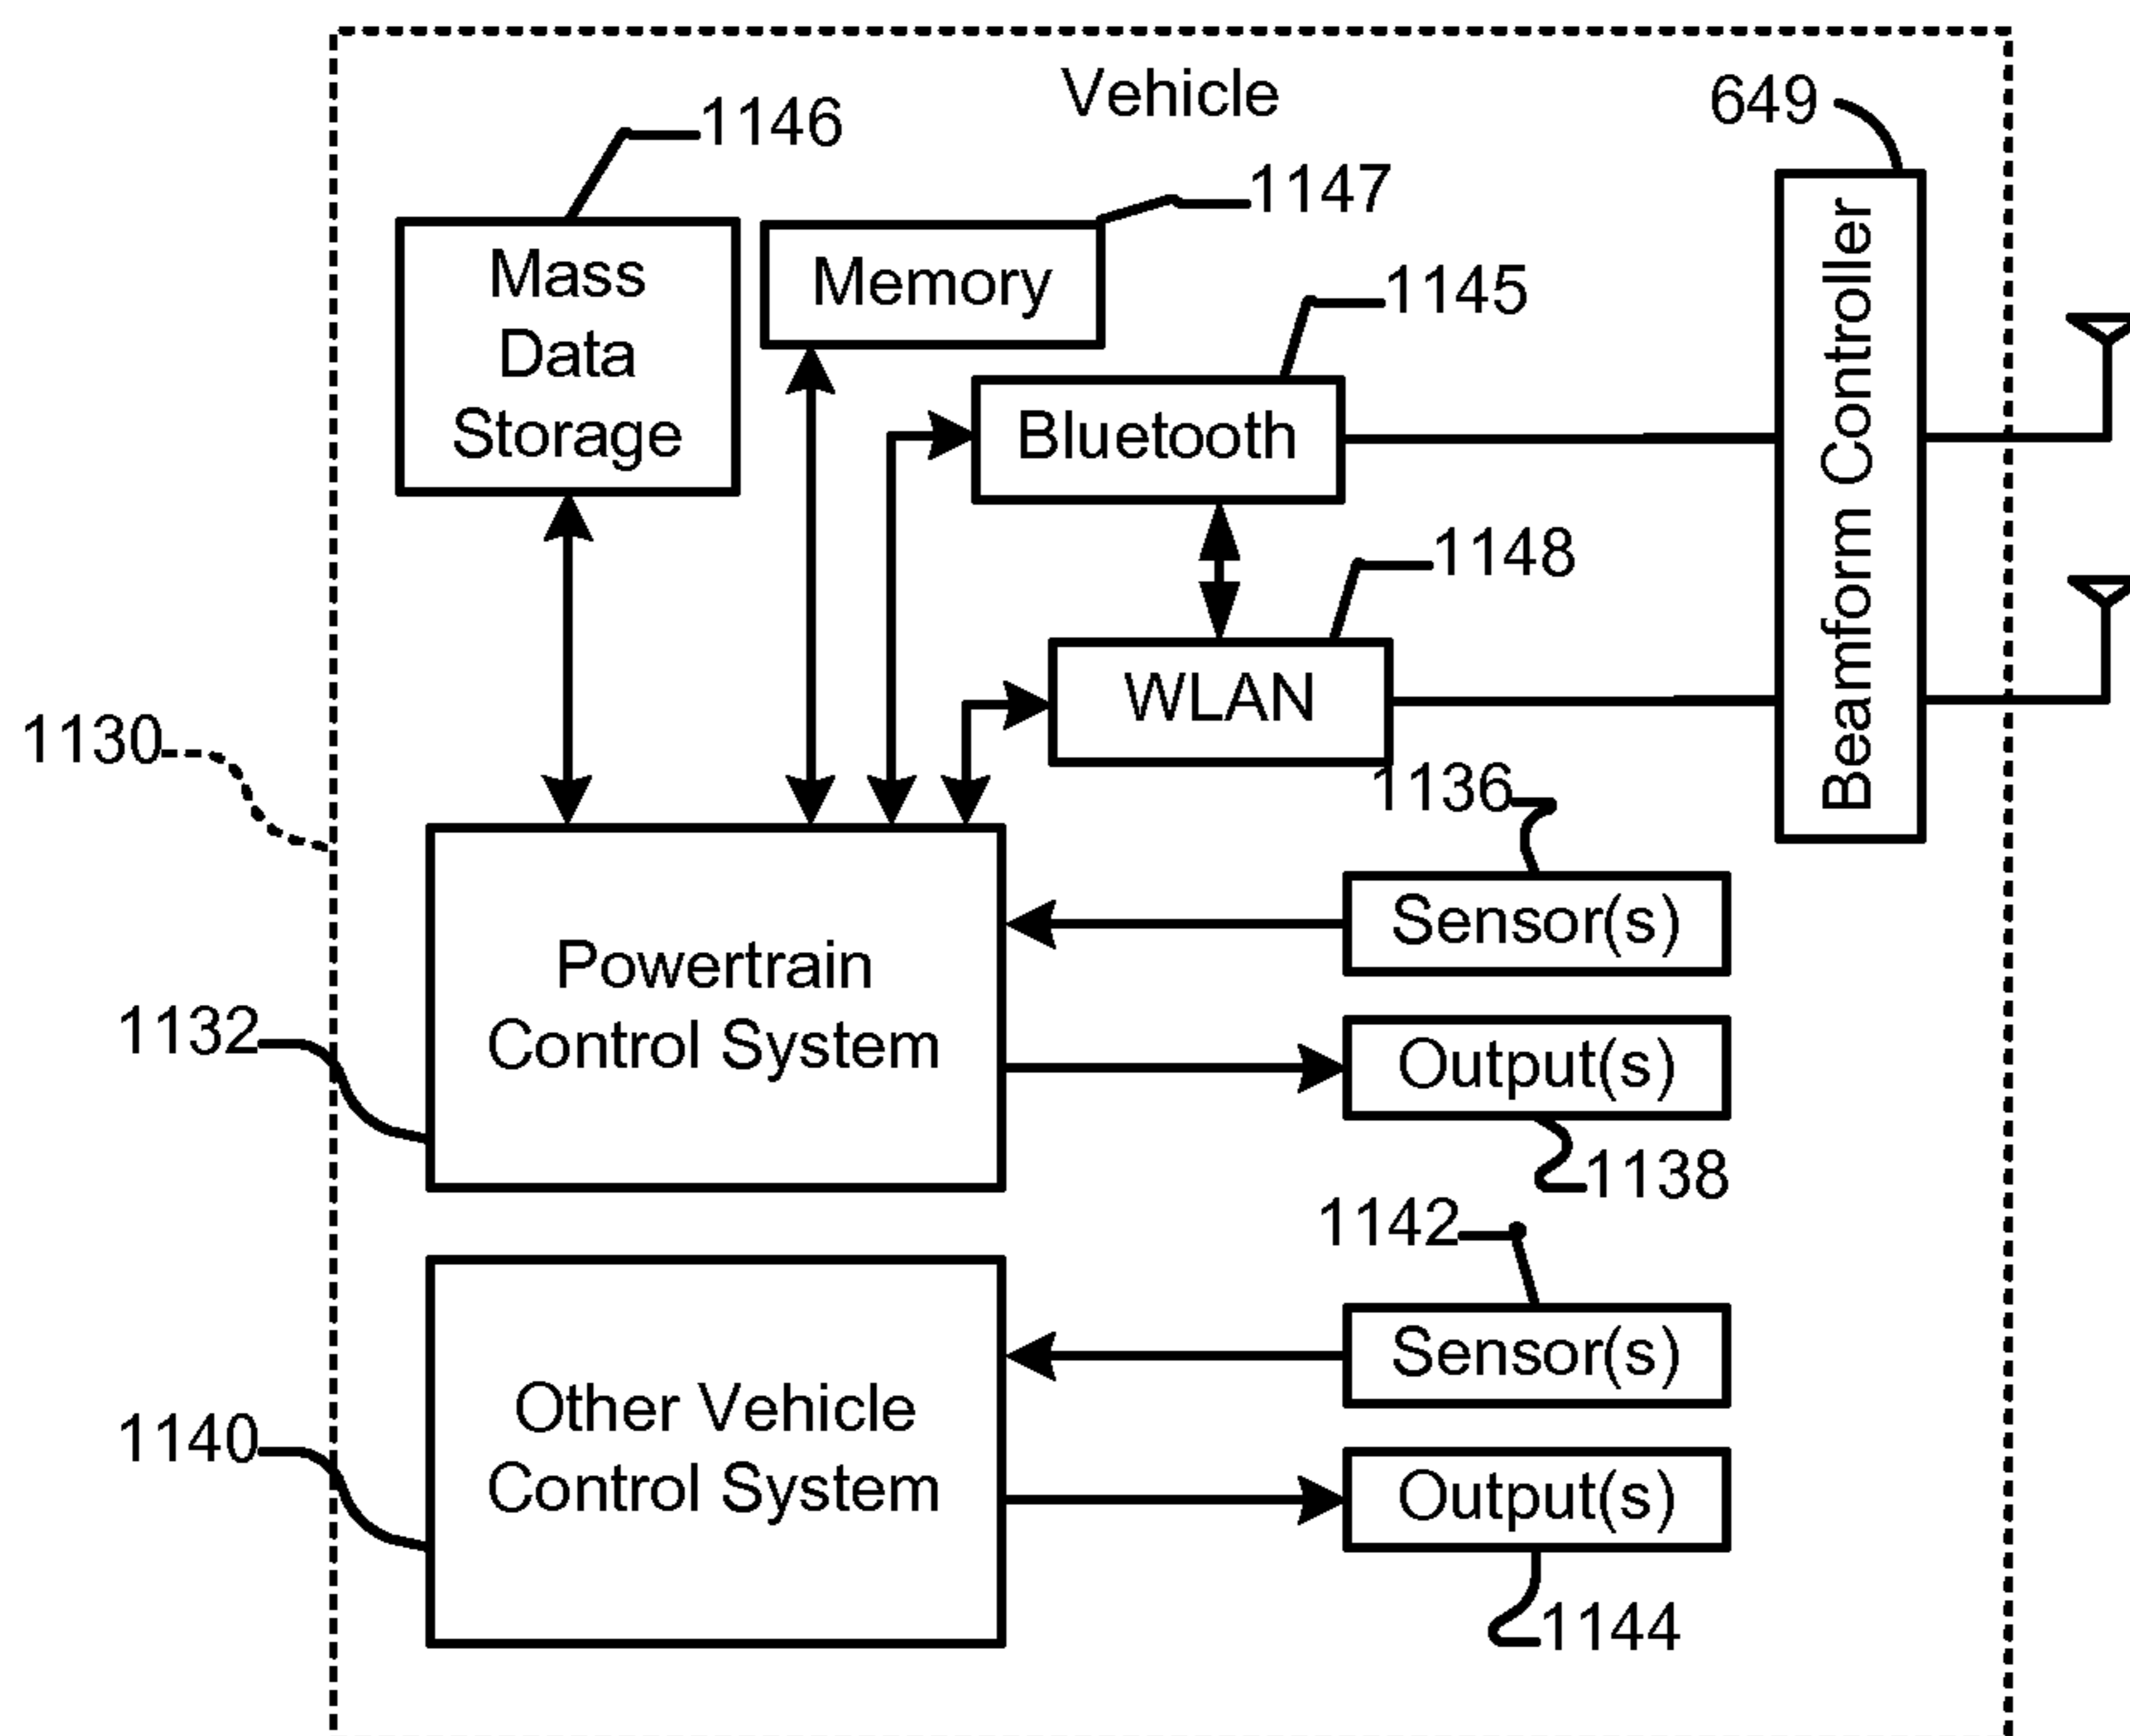 Vehicle
649
1146
1147
Mass
Data
Storage
Memory
1145
Bluetooth
Beamform Controller
1148
WLAN
1130
1136
Sensor(s)
Powertrain
Control System
1132
Output(s)
1138
1142
Sensor(s)
Other Vehicle
Control System
1140
Output(s)
1144